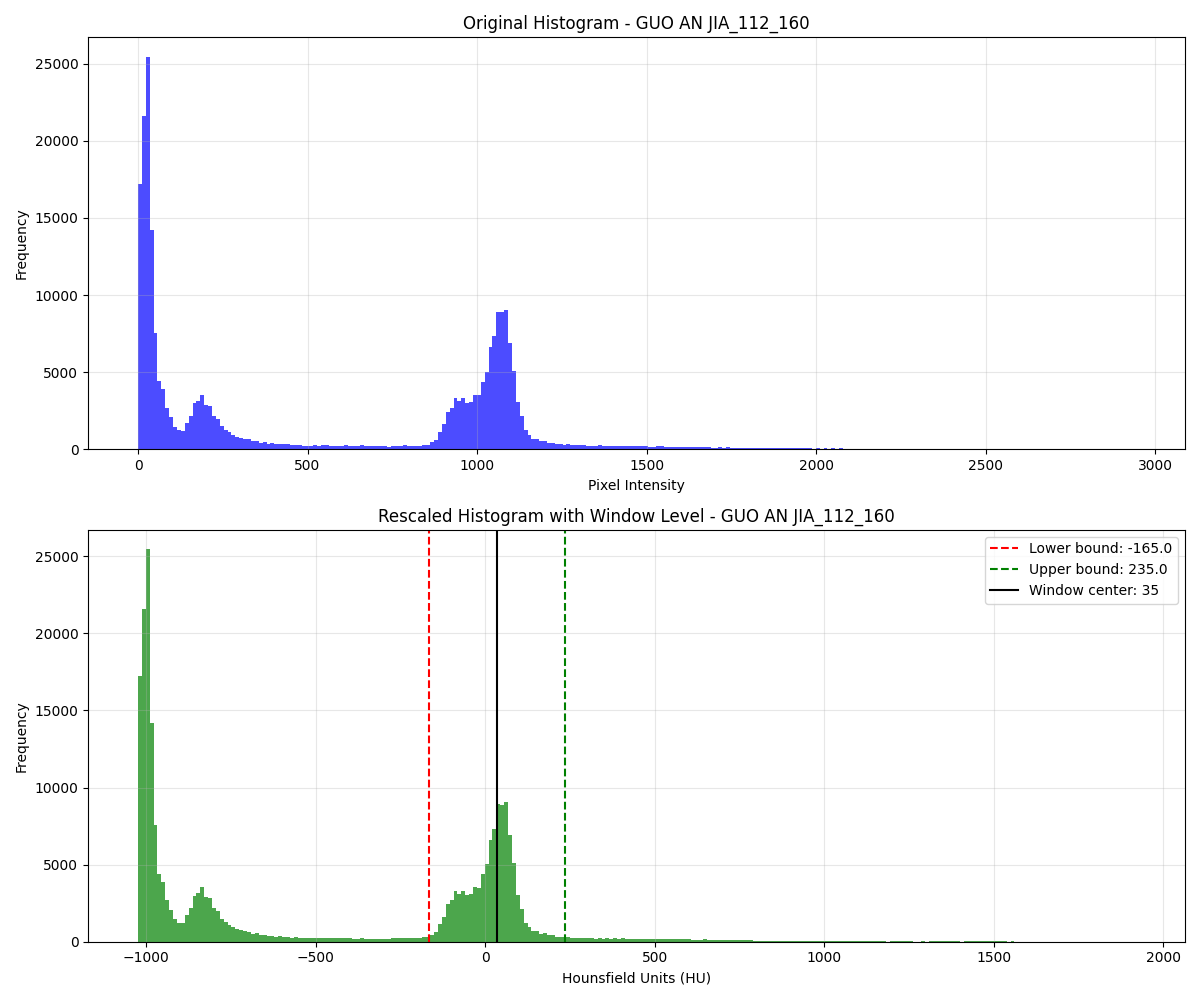 Original Histogram - GUO AN JIA_112_160
Frequency
25000
20000
15000
10000
5000
0
0 500 1000 1500 2000 2500 3000
Pixel Intensity
Rescaled Histogram with Window Level - GUO AN JIA_112_160
Lower bound: -165.0
Upper bound: 235.0
Window center: 35
Frequency
25000
20000
15000
10000
5000
0
−1000 −500 0 500 1000 1500 2000
Hounsfield Units (HU)